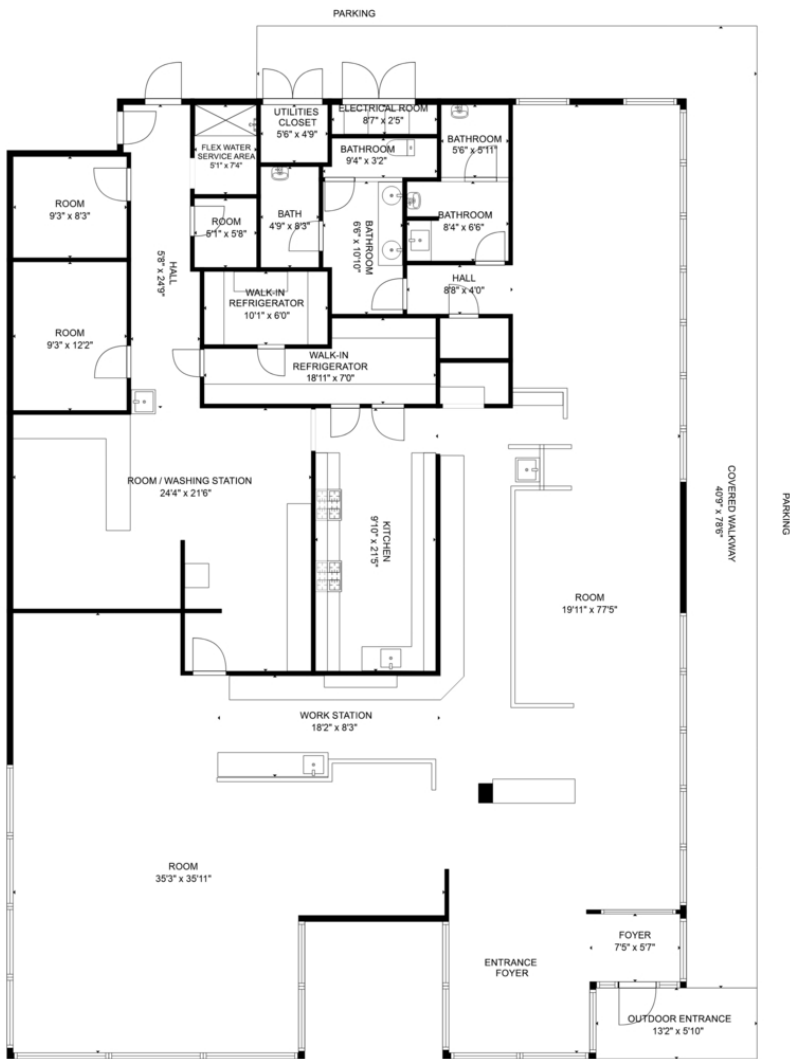 PARKING
UTILITIES
CLOSET
5'6" x 4'9"
ELECTRICAL ROOM
8'7" x 2'5"
FLEX WATER
SERVICE AREA
5'1" x 7'4"
BATHROOM
9'4" x 3'2"
BATHROOM
5'6" x 5'11"
ROOM
9'3" x 8'3"
ROOM
5'1" x 5'8"
BATH
4'9" x 8'3"
BATHROOM
6'6" x 10'10"
BATHROOM
8'4" x 6'6"
HALL
5'8" x 24'9"
HALL
8'8" x 4'0"
WALK-IN
REFRIGERATOR
10'1" x 6'0"
ROOM
9'3" x 12'2"
WALK-IN
REFRIGERATOR
18'11" x 7'0"
ROOM / WASHING STATION
24'4" x 21'6"
KITCHEN
9'10" x 21'5"
COVERED WALKWAY
40'9" x 78'6"
PARKING
ROOM
19'11" x 77'5"
WORK STATION
18'2" x 8'3"
ROOM
35'3" x 35'11"
FOYER
7'5" x 5'7"
ENTRANCE
FOYER
OUTDOOR ENTRANCE
13'2" x 5'10"